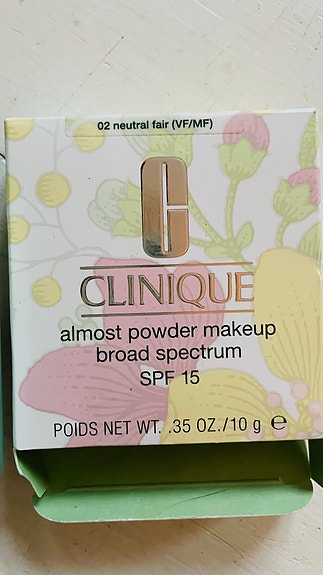 02 neutral fair (VF/MF)
CLINIQUE
almost powder makeup
broad spectrum
SPF 15
POIDS NET WT. .35 OZ./10 g ℮